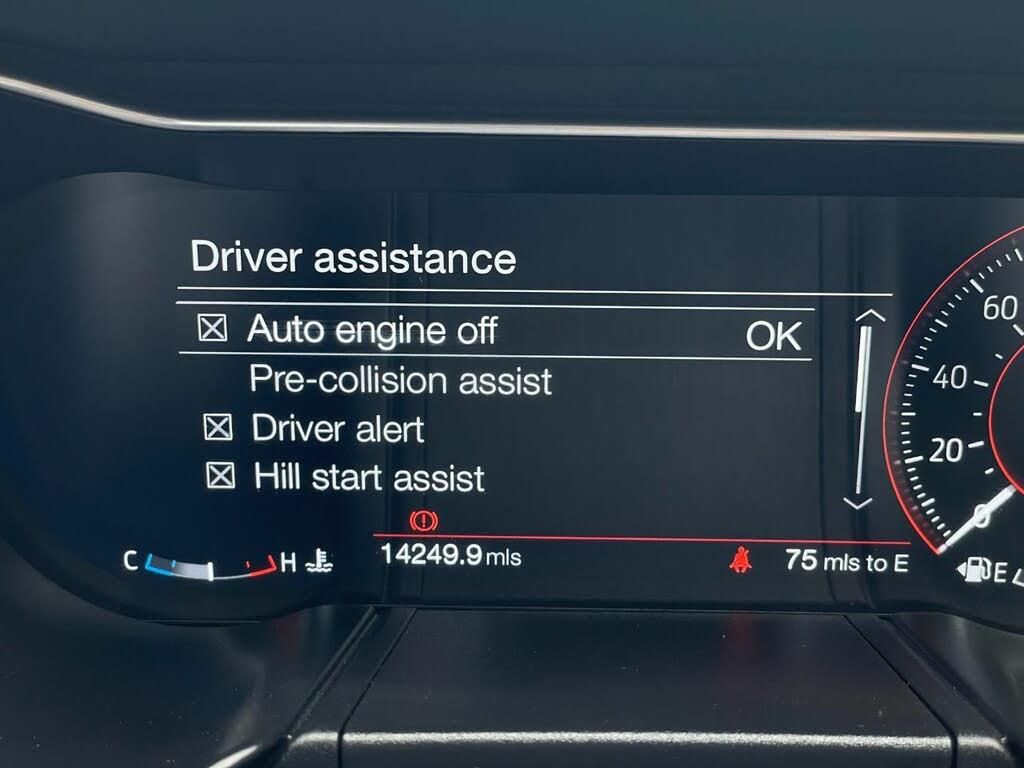 Driver assistance
Auto engine off OK
Pre-collision assist
Driver alert
Hill start assist
60
40
20
0
C H 14249.9 mls 75 mls to E E